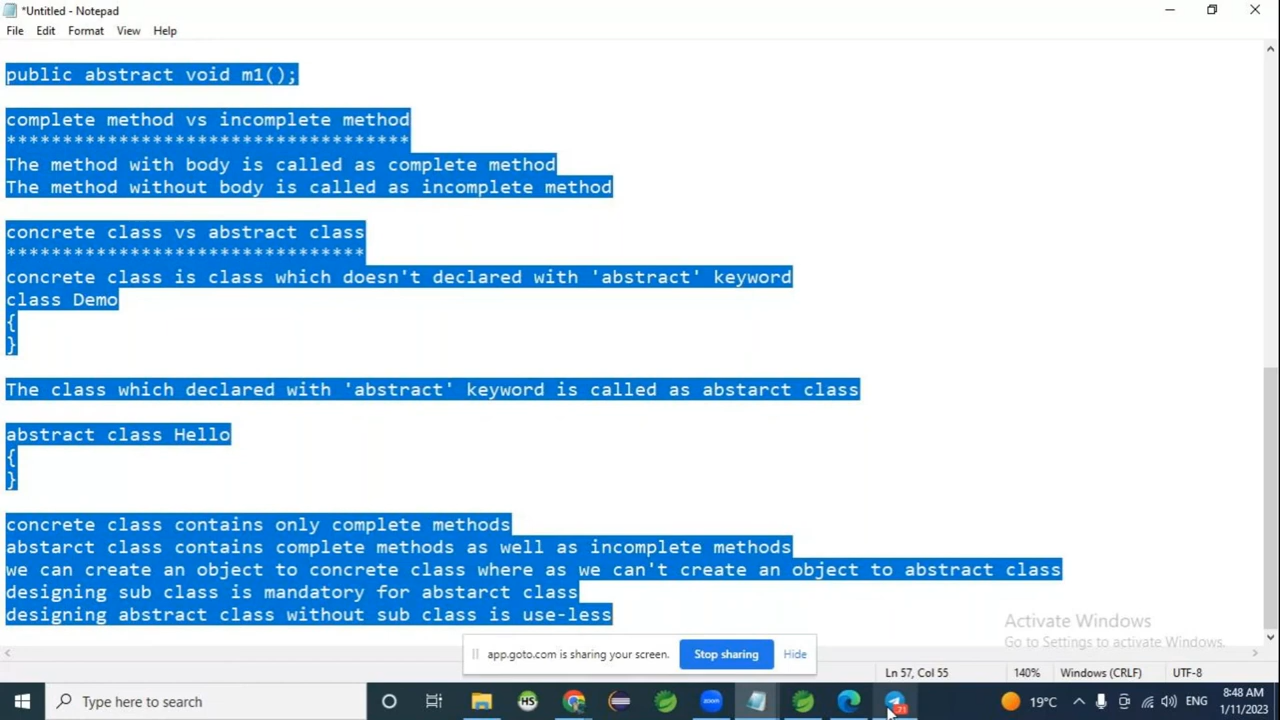 *Untitled - Notepad
File Edit Format View Help
public abstract void m1();
complete method vs incomplete method
************************************
The method with body is called as complete method
The method without body is called as incomplete method
concrete class vs abstract class
********************************
concrete class is class which doesn't declared with 'abstract' keyword
class Demo
{
}
The class which declared with 'abstract' keyword is called as abstarct class
abstract class Hello
{
}
concrete class contains only complete methods
abstarct class contains complete methods as well as incomplete methods
we can create an object to concrete class where as we can't create an object to abstract class
designing sub class is mandatory for abstarct class
designing abstract class without sub class is use-less
Activate Windows
Go to Settings to activate Windows.
app.goto.com is sharing your screen. Stop sharing Hide
Ln 57, Col 55 140% Windows (CRLF) UTF-8
Type here to search HS zoom 71 19°C ENG 8:48 AM
1/11/2023